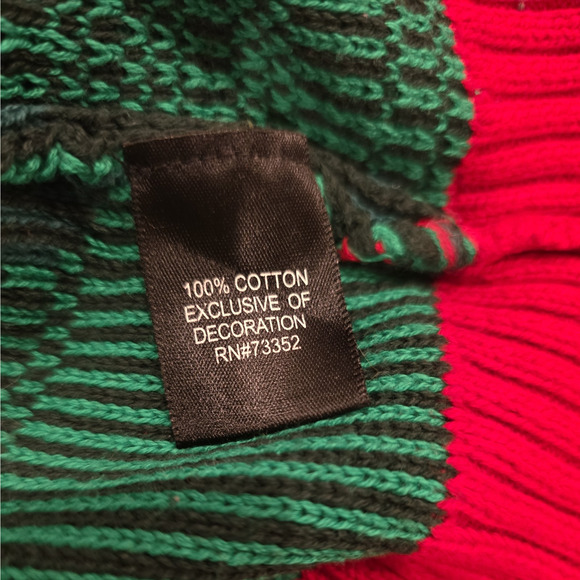 100% COTTON
EXCLUSIVE OF
DECORATION
RN#73352